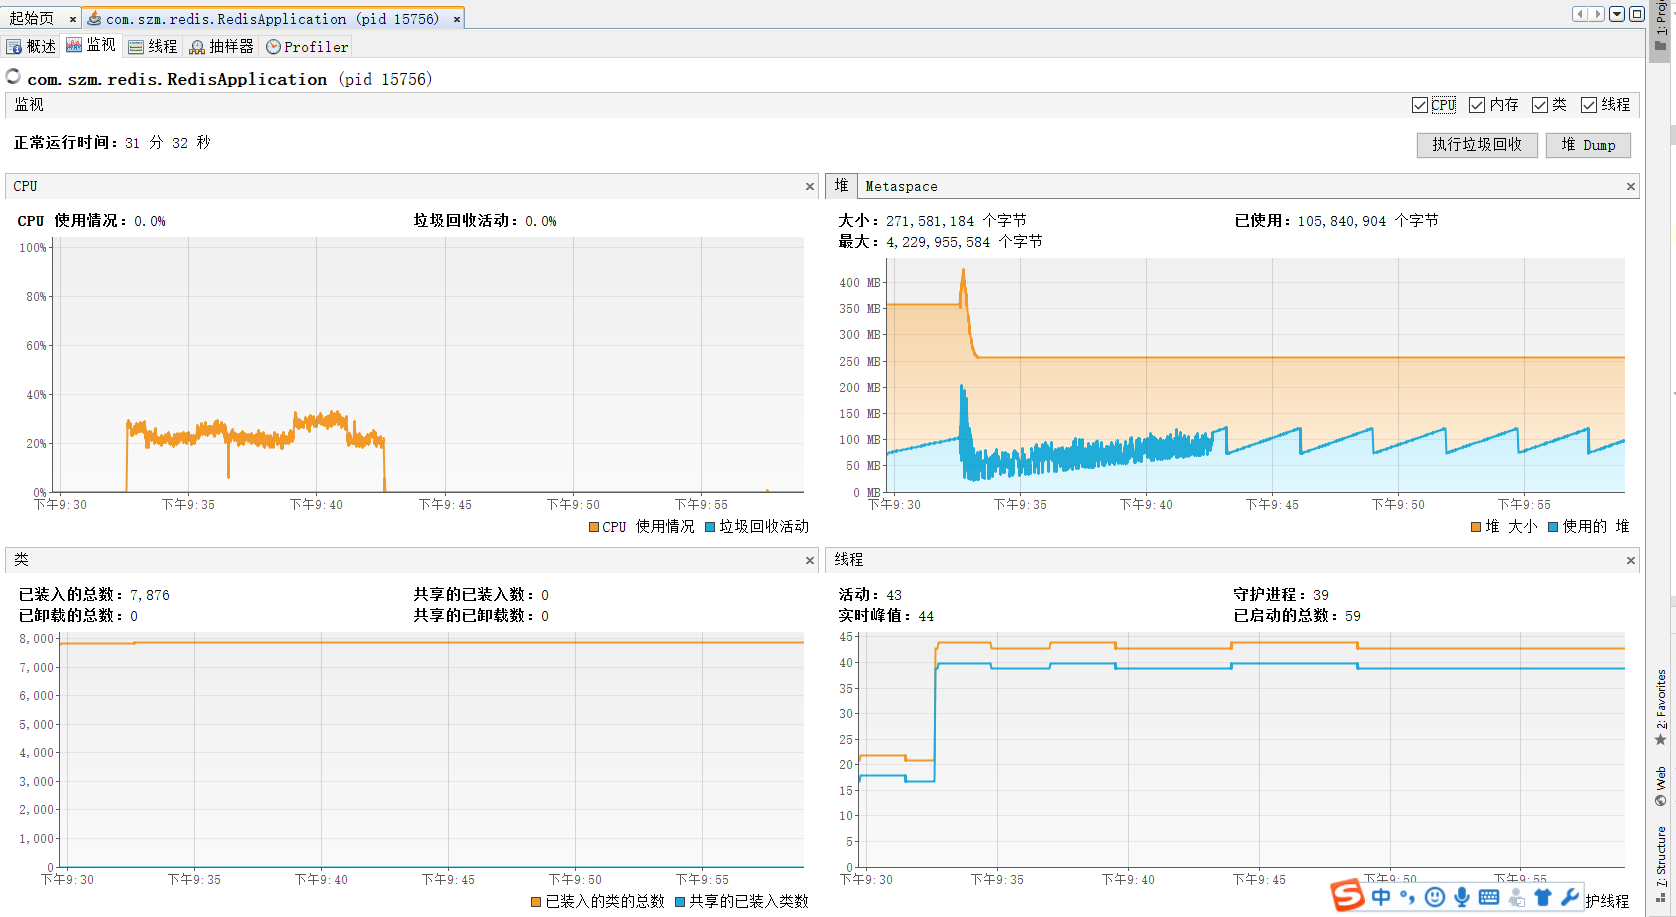 起始页 × com.szm.redis.RedisApplication (pid 15756) ×
概述 监视 线程 抽样器 Profiler
com.szm.redis.RedisApplication (pid 15756)
监视 CPU 内存 类 线程
正常运行时间: 31 分 32 秒 执行垃圾回收 堆 Dump
CPU ×
CPU 使用情况: 0.0% 垃圾回收活动: 0.0%
100%
80%
60%
40%
20%
0%
下午9:30 下午9:35 下午9:40 下午9:45 下午9:50 下午9:55
CPU 使用情况 垃圾回收活动
堆 Metaspace ×
大小: 271,581,184 个字节 已使用: 105,840,904 个字节
最大: 4,229,955,584 个字节
400 MB
350 MB
300 MB
250 MB
200 MB
150 MB
100 MB
50 MB
0 MB
下午9:30 下午9:35 下午9:40 下午9:45 下午9:50 下午9:55
堆 大小 使用的 堆
类 ×
已装入的总数: 7,876 共享的已装入数: 0
已卸载的总数: 0 共享的已卸载数: 0
8,000
7,000
6,000
5,000
4,000
3,000
2,000
1,000
0
下午9:30 下午9:35 下午9:40 下午9:45 下午9:50 下午9:55
已装入的类的总数 共享的已装入类数
线程 ×
活动: 43 守护进程: 39
实时峰值: 44 已启动的总数: 59
45
40
35
30
25
20
15
10
5
0
下午9:30 下午9:35 下午9:40 下午9:45 下午9:50 下午9:55
S 中 护线程
1: Proj
2: Favorites
Web
7: Structure